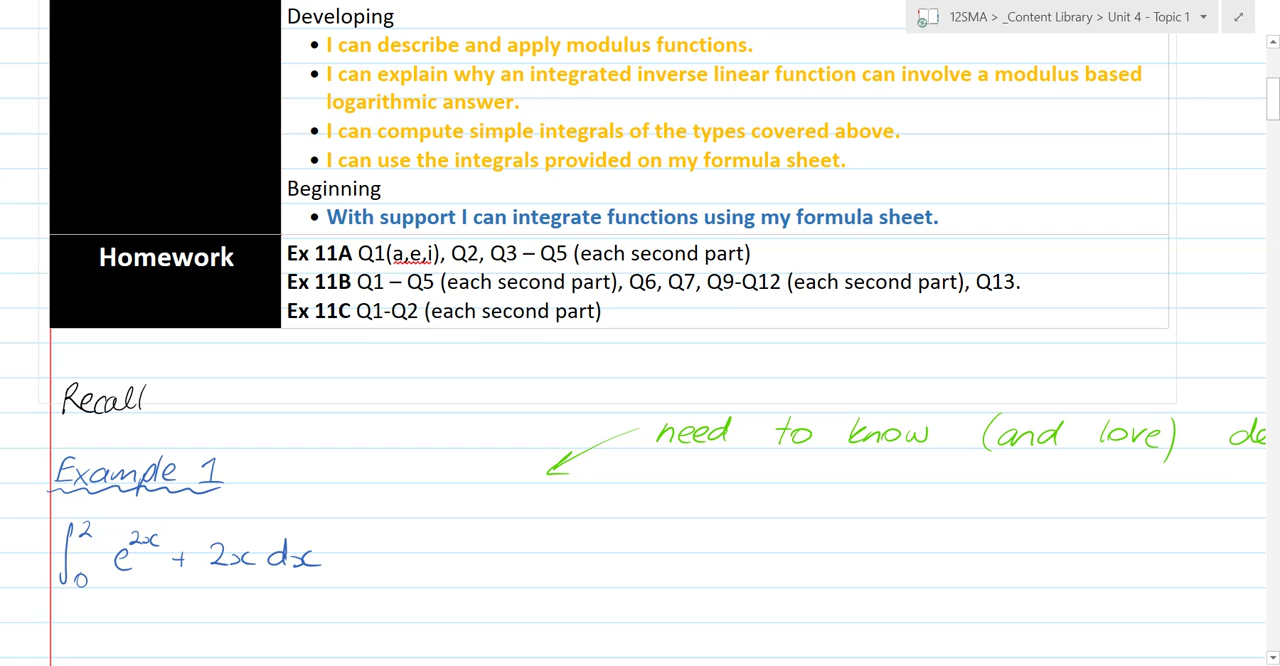 12SMA > _Content Library > Unit 4 - Topic 1
Developing
• I can describe and apply modulus functions.
• I can explain why an integrated inverse linear function can involve a modulus based
logarithmic answer.
• I can compute simple integrals of the types covered above.
• I can use the integrals provided on my formula sheet.
Beginning
• With support I can integrate functions using my formula sheet.
Homework
Ex 11A Q1(a,e,i), Q2, Q3 – Q5 (each second part)
Ex 11B Q1 – Q5 (each second part), Q6, Q7, Q9-Q12 (each second part), Q13.
Ex 11C Q1-Q2 (each second part)
Recall
need to know (and love)
Example 1
∫₀² e^{2x} + 2x dx